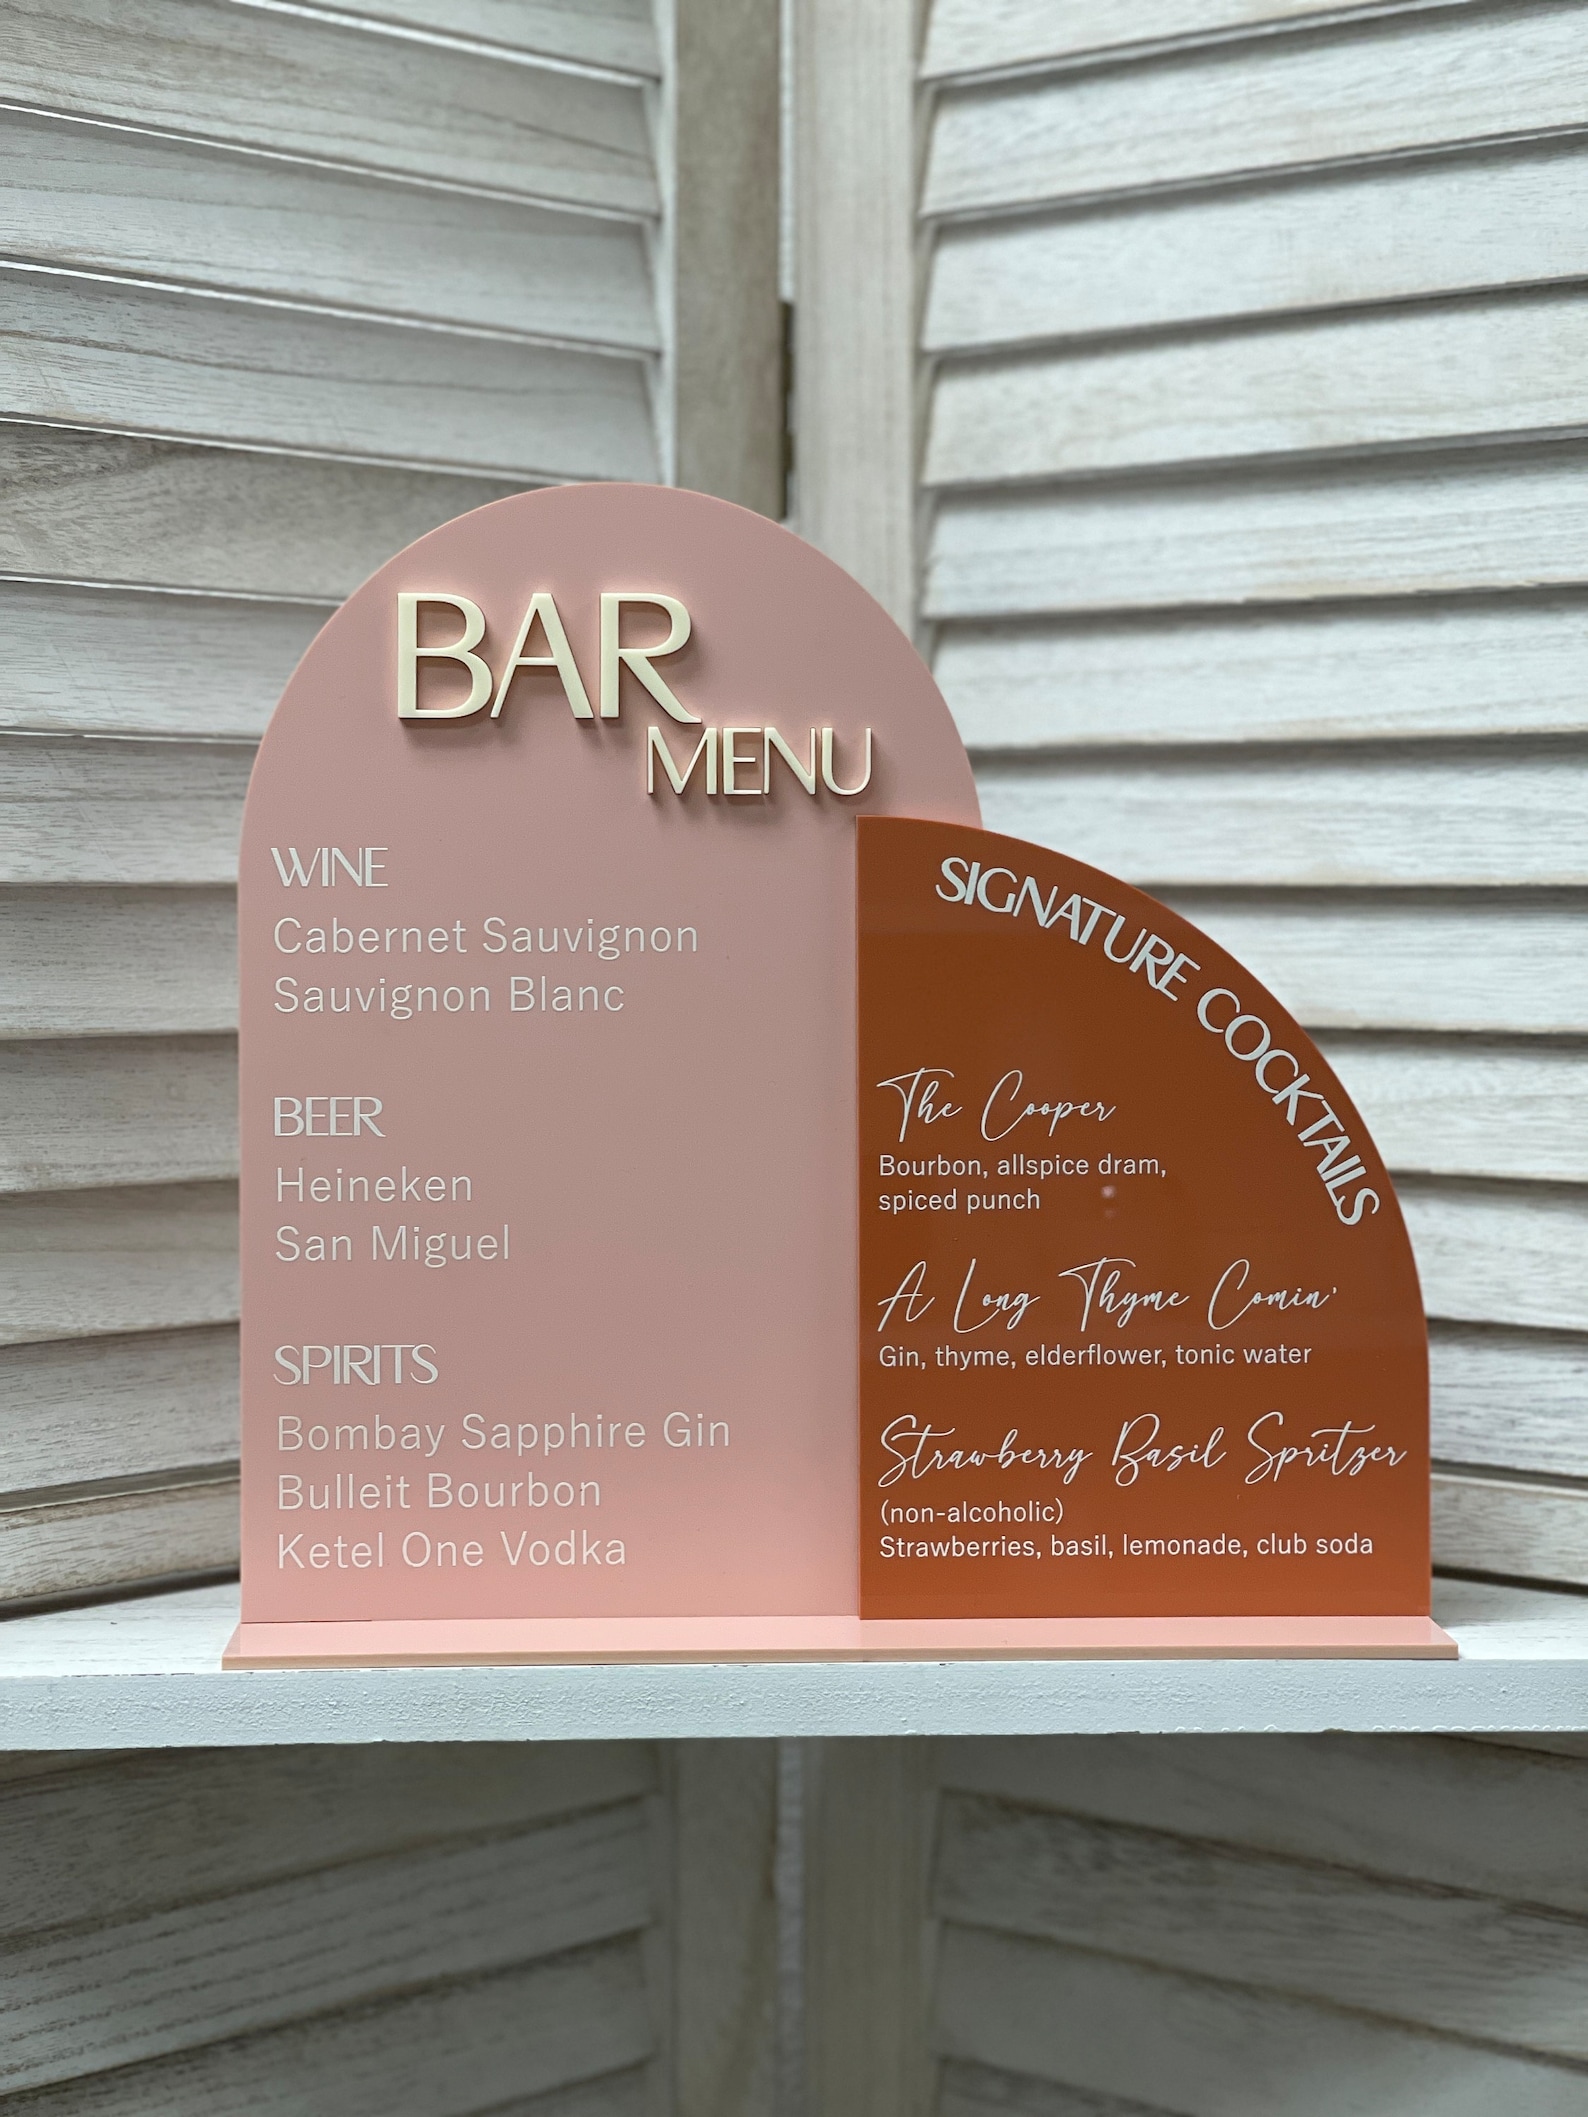 BAR
MENU
WINE
Cabernet Sauvignon
Sauvignon Blanc
BEER
Heineken
San Miguel
SPIRITS
Bombay Sapphire Gin
Bulleit Bourbon
Ketel One Vodka
SIGNATURE COCKTAILS
The Cooper
Bourbon, allspice dram,
spiced punch
A Long Thyme Comin'
Gin, thyme, elderflower, tonic water
Strawberry Basil Spritzer
(non-alcoholic)
Strawberries, basil, lemonade, club soda